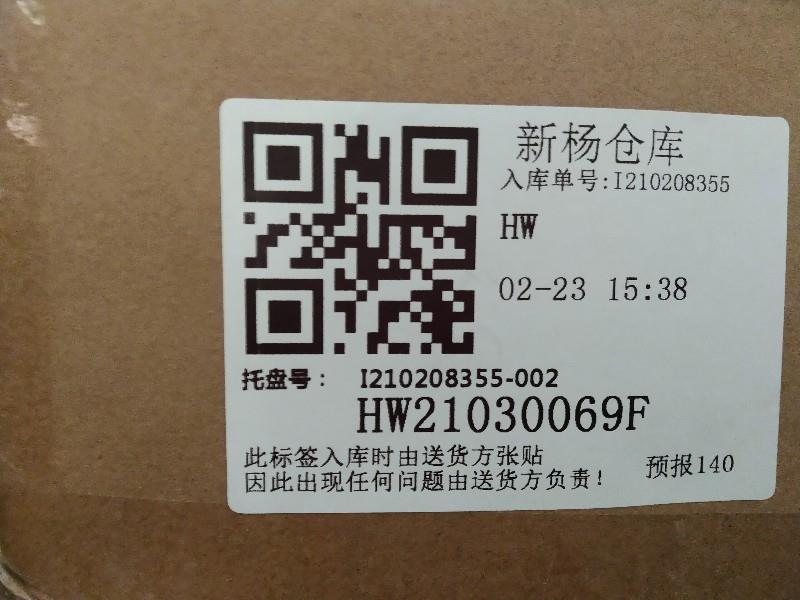 新杨仓库
入库单号:I210208355
HW
02-23 15:38
托盘号： I210208355-002
HW21030069F
此标签入库时由送货方张贴
因此出现任何问题由送货方负责！
预报140